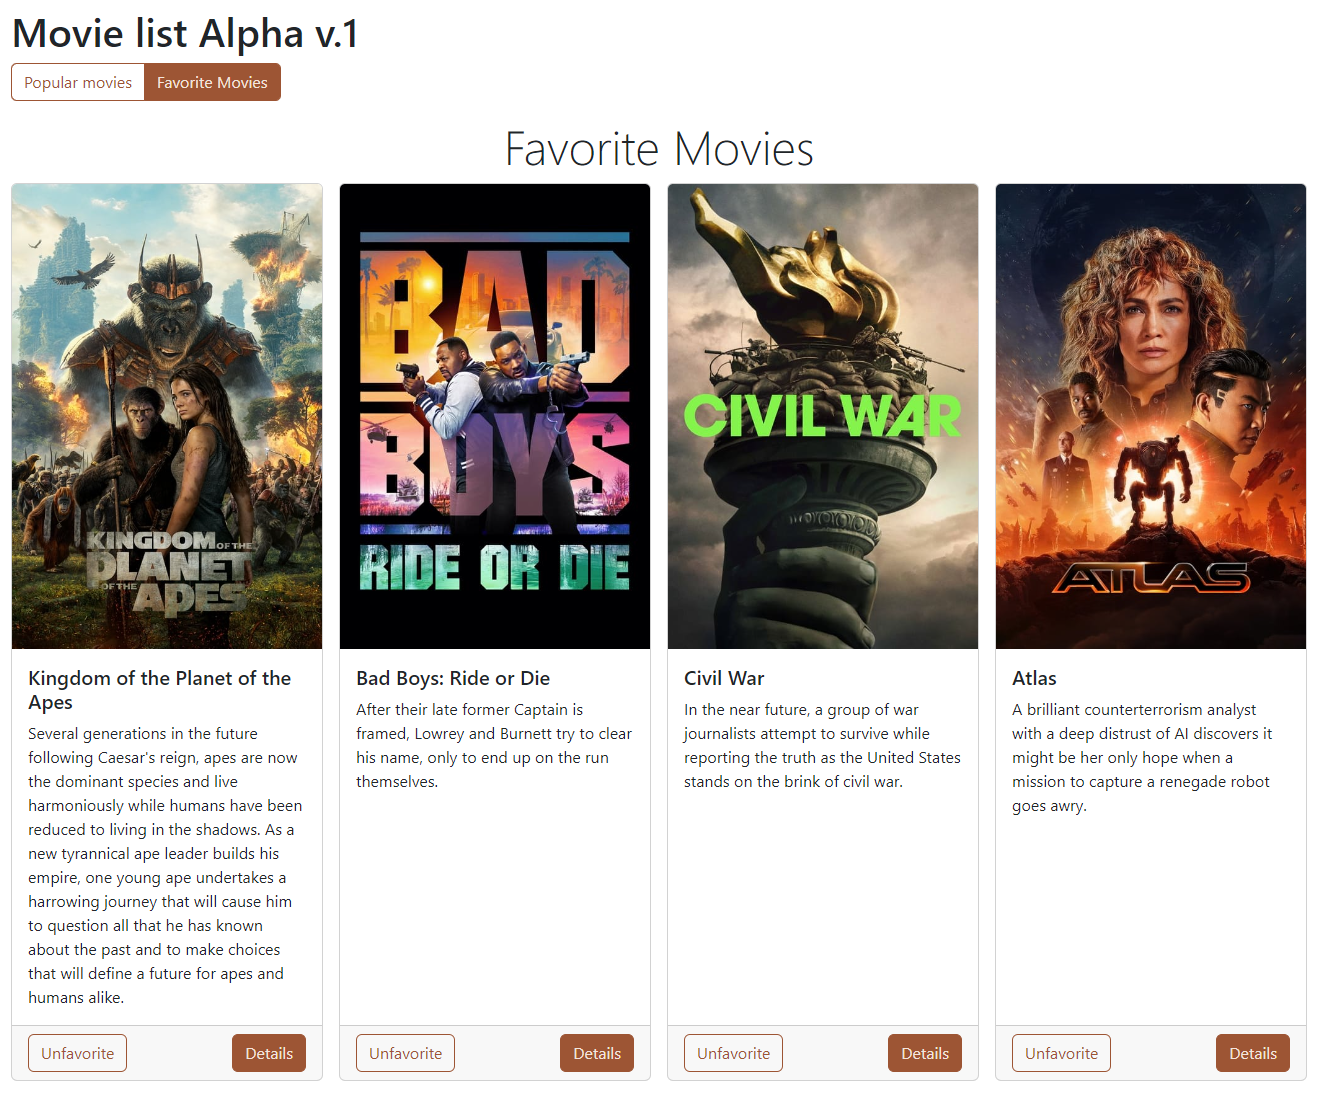 Movie list Alpha v.1
Popular movies
Favorite Movies
Favorite Movies
KINGDOM OF THE
PLANET
OF THE APES
BAD
BOYS
RIDE OR DIE
CIVIL WAR
ATLAS
Kingdom of the Planet of the
Apes
Several generations in the future
following Caesar's reign, apes are now
the dominant species and live
harmoniously while humans have been
reduced to living in the shadows. As a
new tyrannical ape leader builds his
empire, one young ape undertakes a
harrowing journey that will cause him
to question all that he has known
about the past and to make choices
that will define a future for apes and
humans alike.
Unfavorite
Details
Bad Boys: Ride or Die
After their late former Captain is
framed, Lowrey and Burnett try to clear
his name, only to end up on the run
themselves.
Unfavorite
Details
Civil War
In the near future, a group of war
journalists attempt to survive while
reporting the truth as the United States
stands on the brink of civil war.
Unfavorite
Details
Atlas
A brilliant counterterrorism analyst
with a deep distrust of AI discovers it
might be her only hope when a
mission to capture a renegade robot
goes awry.
Unfavorite
Details